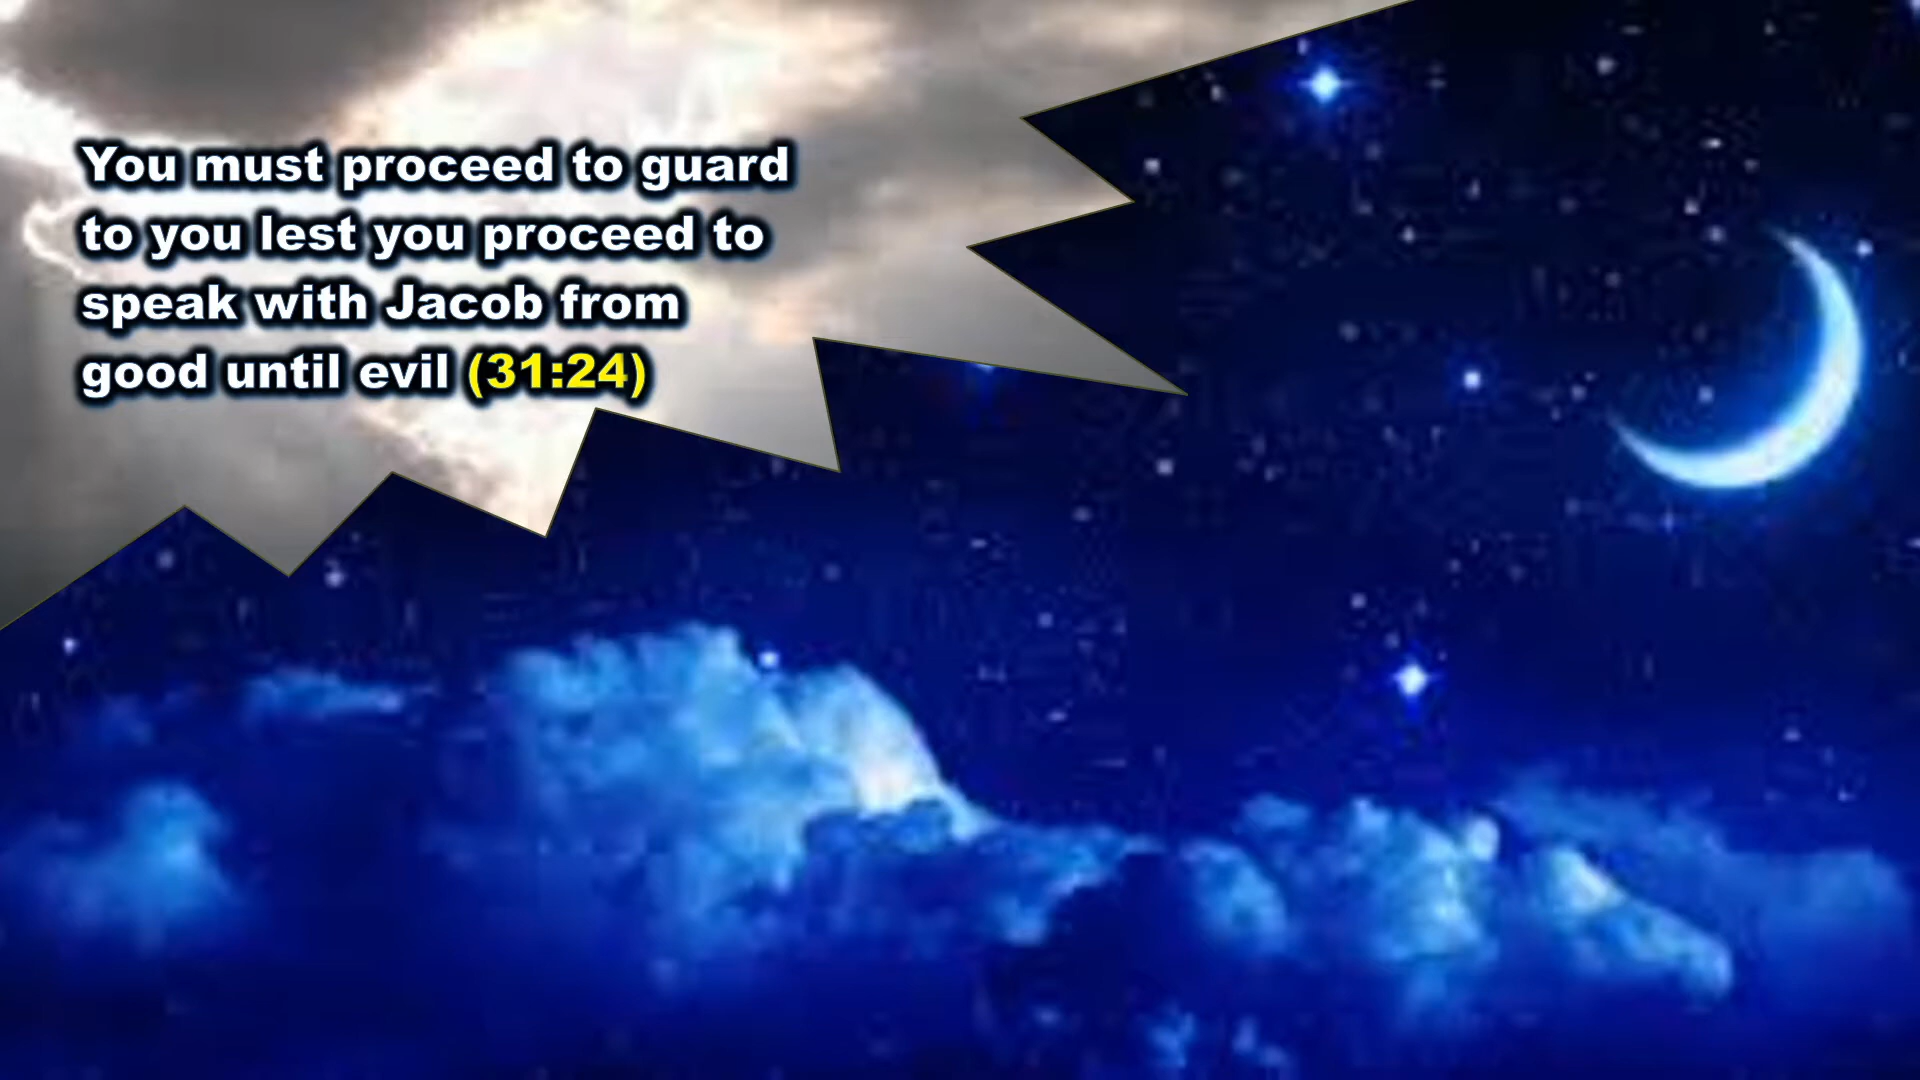 You must proceed to guard
to you lest you proceed to
speak with Jacob from
good until evil (31:24)